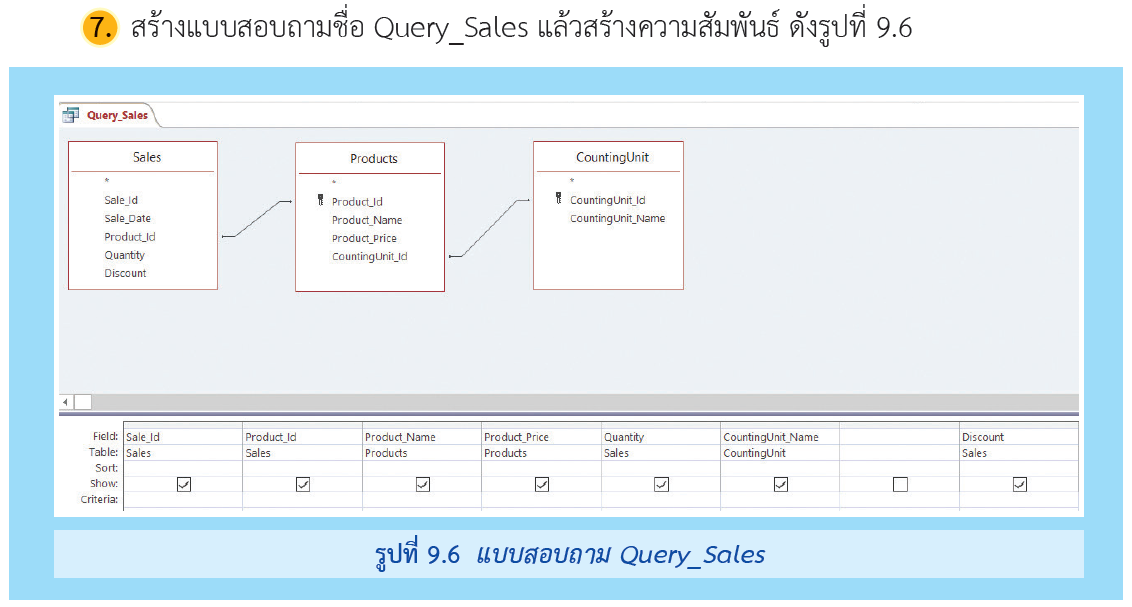 7. สร้างแบบสอบถามชื่อ Query_Sales แล้วสร้างความสัมพันธ์ ดังรูปที่ 9.6
Query_Sales
Sales
*
Sale_Id
Sale_Date
Product_Id
Quantity
Discount
Products
*
Product_Id
Product_Name
Product_Price
CountingUnit_Id
CountingUnit
*
CountingUnit_Id
CountingUnit_Name
Field: Sale_Id Product_Id Product_Name Product_Price Quantity CountingUnit_Name Discount
Table: Sales Sales Products Products Sales CountingUnit Sales
Sort:
Show:
Criteria:
รูปที่ 9.6 แบบสอบถาม Query_Sales